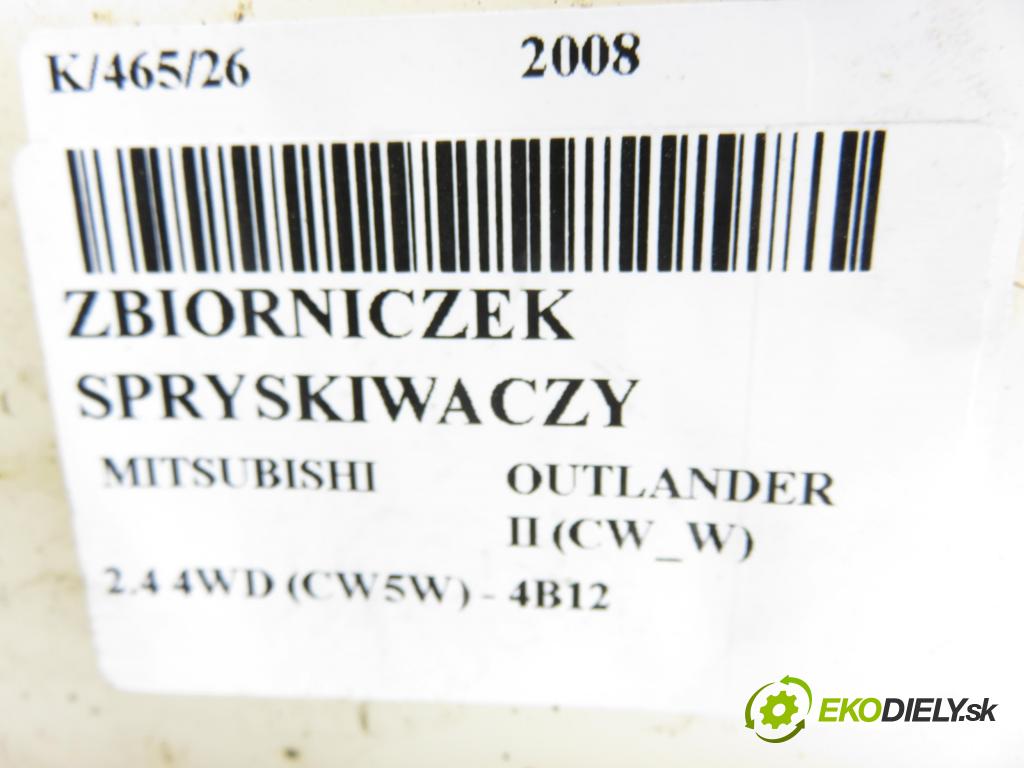 K/465/26 2008
ZBIORNICZEK
SPRYSKIWACZY
MITSUBISHI OUTLANDER
II (CW_W)
2.4 4WD (CW5W) - 4B12
EKODIELY.sk